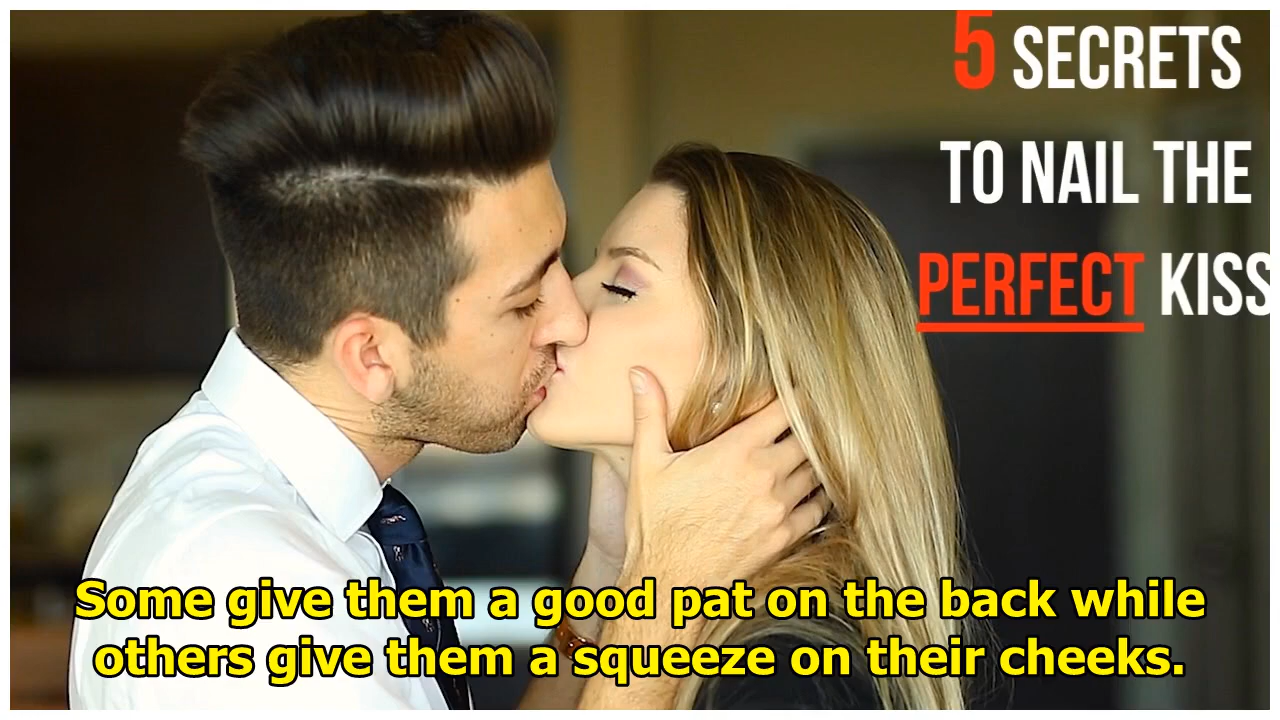 5 SECRETS
TO NAIL THE
PERFECT KISS
Some give them a good pat on the back while
others give them a squeeze on their cheeks.